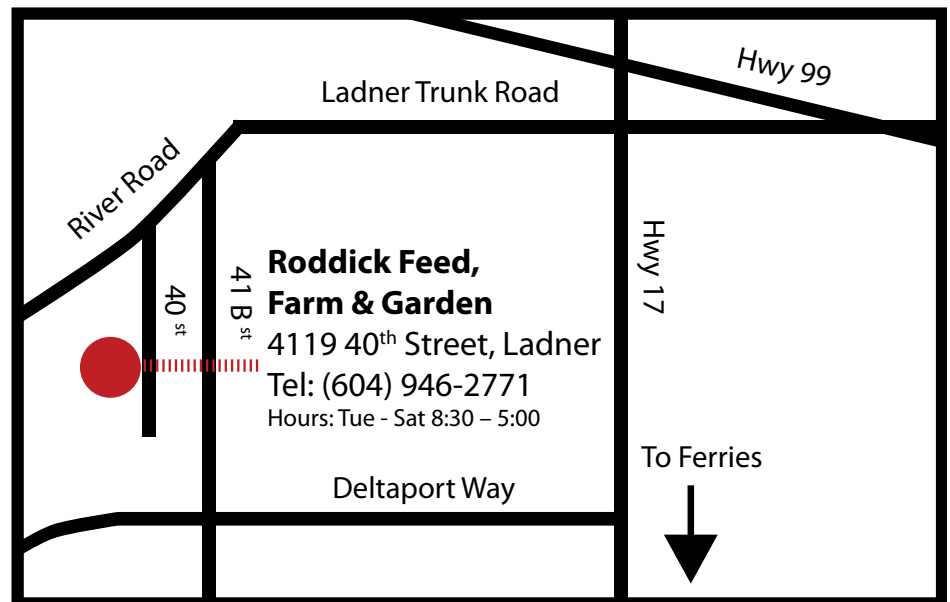 Hwy 99
Ladner Trunk Road
River Road
Hwy 17
40 st
41 B st
Roddick Feed,
Farm & Garden
4119 40th Street, Ladner
Tel: (604) 946-2771
Hours: Tue - Sat 8:30 – 5:00
To Ferries
Deltaport Way